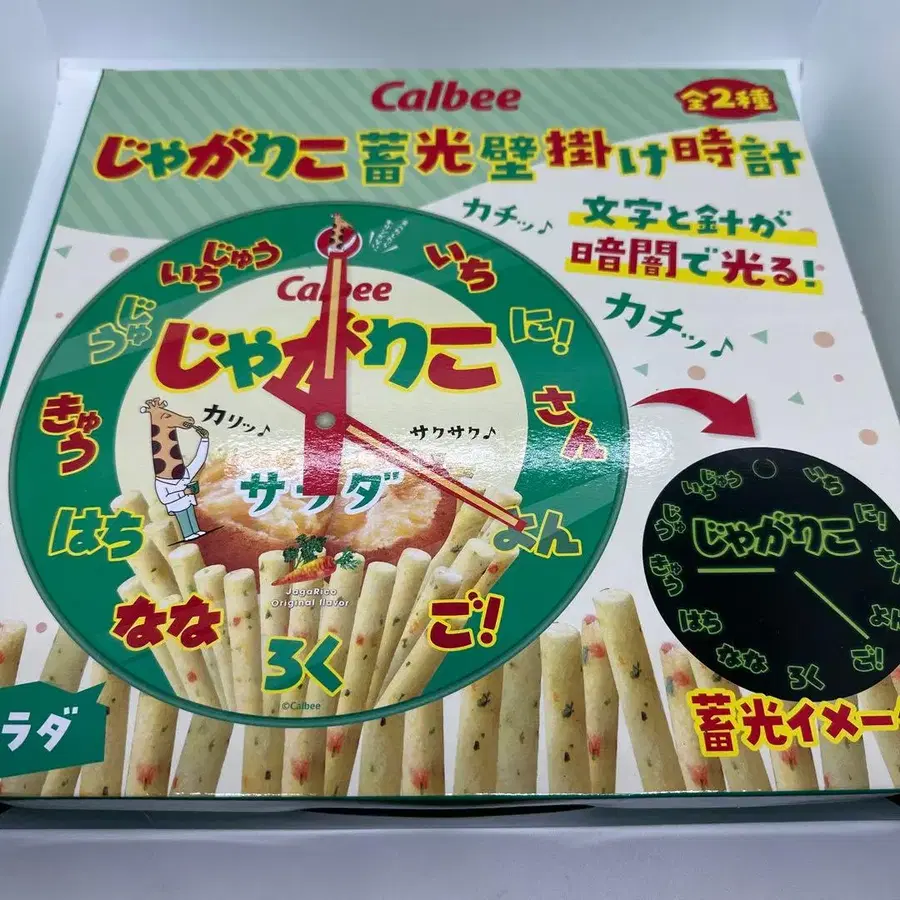 Calbee
全2種
じゃがりこ蓄光壁掛け時計
カチッ♪
文字と針が
暗闇で光る!
カチッ♪
いち
に!
さん
よん
ご!
ろく
なな
はち
きゅう
じゅう
いちじゅう
Calbee
じゃがりこ
カリッ♪
サクサク♪
サラダ
JagaRico
Original flavor
©Calbee
いち
に!
さ
よん
ご!
ろく
なな
はち
きゅう
じゅう
いちじゅう
じゃがりこ
蓄光イメー
ラダ